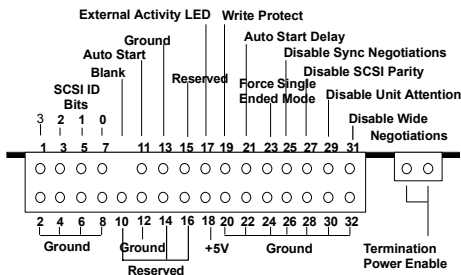 External Activity LED
Write Protect
Ground
Auto Start Delay
Auto Start
Disable Sync Negotiations
Blank
Reserved
Disable SCSI Parity
SCSI ID
Bits
Force Single
Ended Mode
Disable Unit Attention
3 2 1 0
Disable Wide
Negotiations
1 3 5 7 11 13 15 17 19 21 23 25 27 29 31
2 4 6 8 10 12 14 16 18 20 22 24 26 28 30 32
Ground
Ground
+5V
Ground
Reserved
Termination
Power Enable